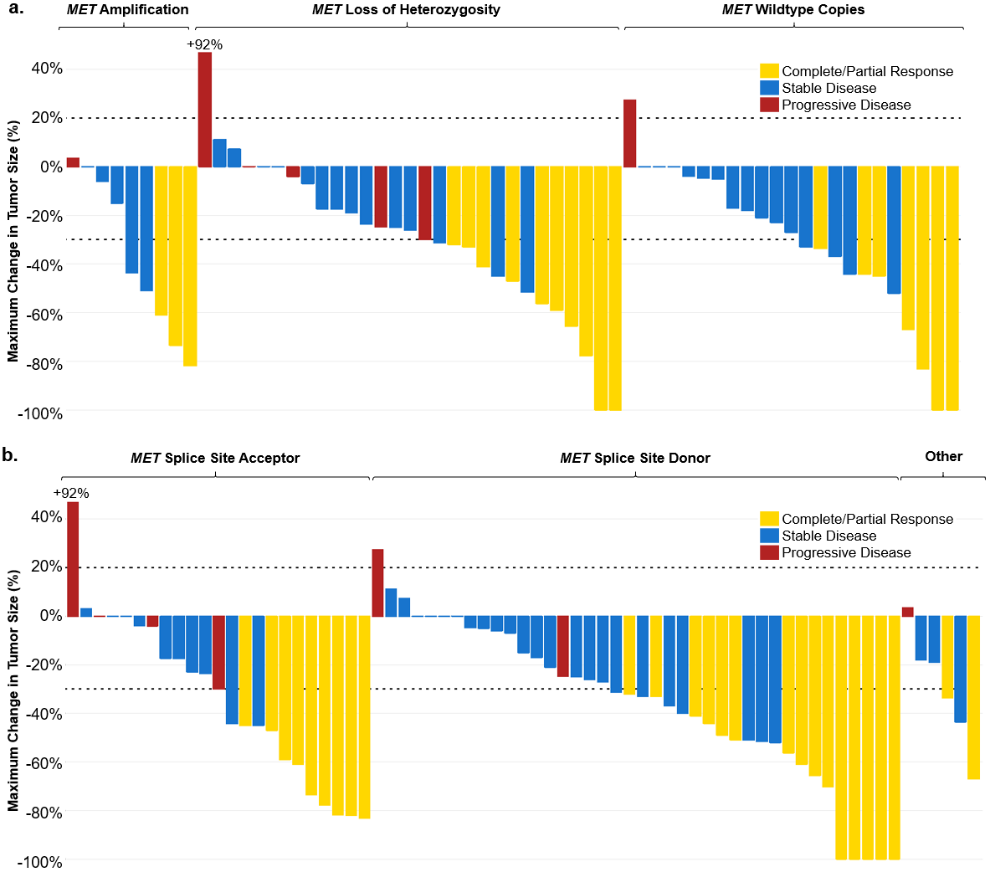 a.
MET Amplification
MET Loss of Heterozygosity
MET Wildtype Copies
+92%
Complete/Partial Response
Stable Disease
Progressive Disease
Maximum Change in Tumor Size (%)
40%
20%
0%
-20%
-40%
-60%
-80%
-100%
b.
MET Splice Site Acceptor
MET Splice Site Donor
Other
+92%
Complete/Partial Response
Stable Disease
Progressive Disease
Maximum Change in Tumor Size (%)
40%
20%
0%
-20%
-40%
-60%
-80%
-100%